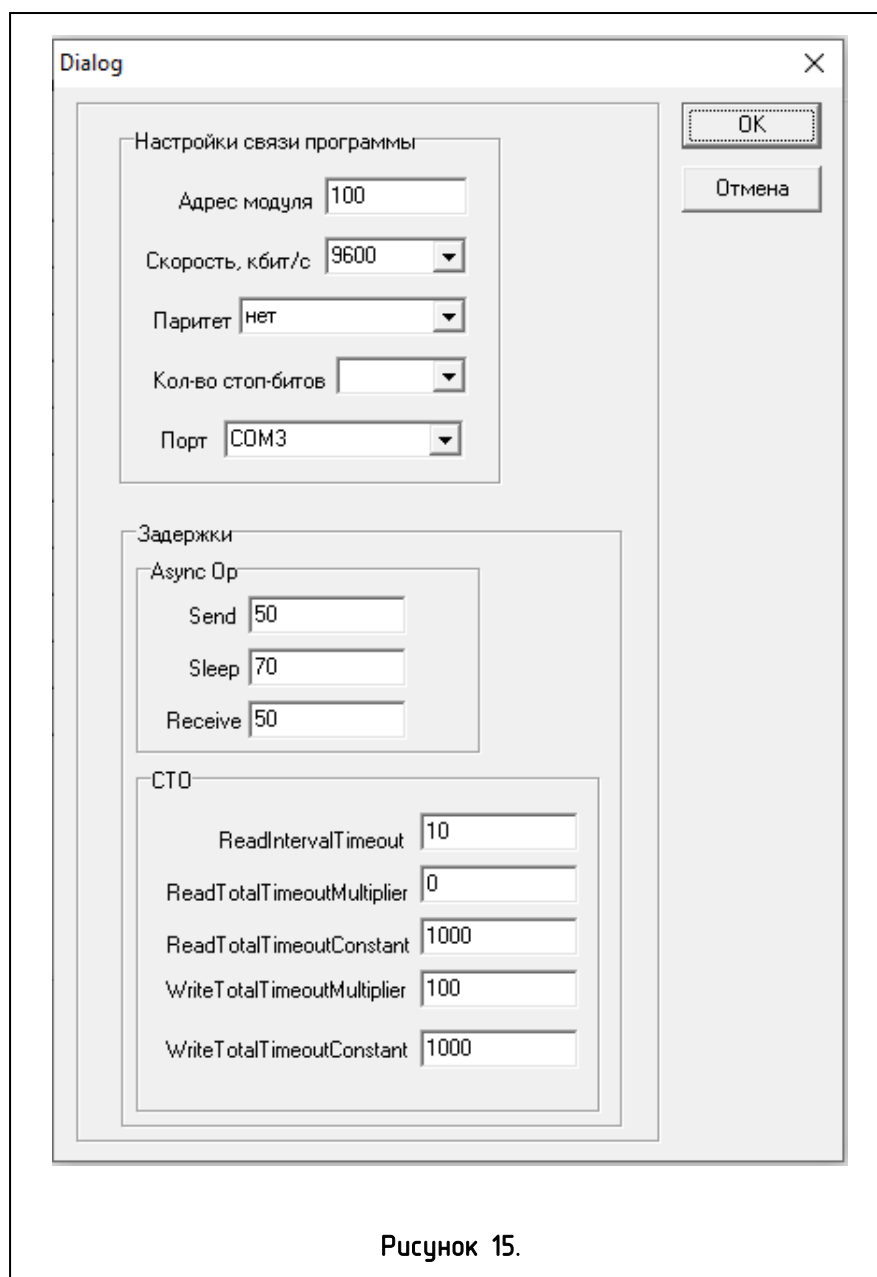 Dialog
OK
Отмена
Настройки связи программы
Адрес модуля 100
Скорость, кбит/с 9600
Паритет нет
Кол-во стоп-битов
Порт COM3
Задержки
Async Op
Send 50
Sleep 70
Receive 50
CTO
ReadIntervalTimeout 10
ReadTotalTimeoutMultiplier 0
ReadTotalTimeoutConstant 1000
WriteTotalTimeoutMultiplier 100
WriteTotalTimeoutConstant 1000
Рисунок 15.